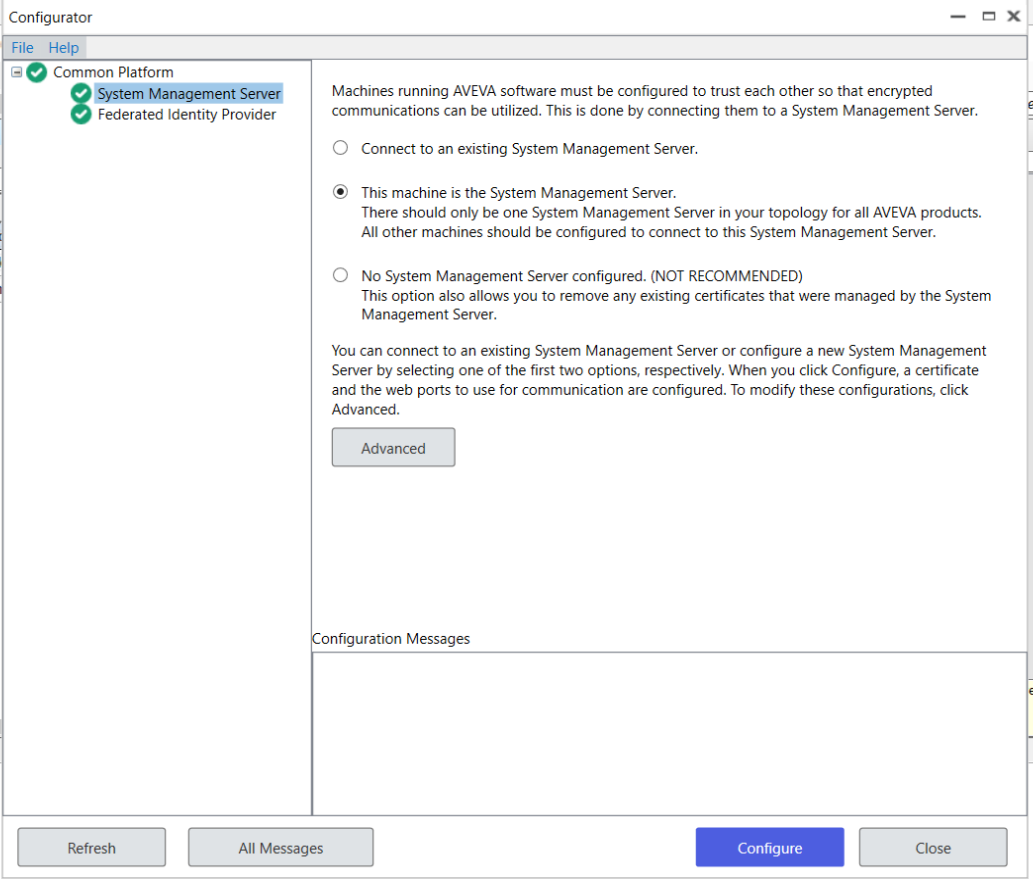 Configurator
File Help
Common Platform
System Management Server
Federated Identity Provider
Machines running AVEVA software must be configured to trust each other so that encrypted
communications can be utilized. This is done by connecting them to a System Management Server.
Connect to an existing System Management Server.
This machine is the System Management Server.
There should only be one System Management Server in your topology for all AVEVA products.
All other machines should be configured to connect to this System Management Server.
No System Management Server configured. (NOT RECOMMENDED)
This option also allows you to remove any existing certificates that were managed by the System
Management Server.
You can connect to an existing System Management Server or configure a new System Management
Server by selecting one of the first two options, respectively. When you click Configure, a certificate
and the web ports to use for communication are configured. To modify these configurations, click
Advanced.
Advanced
Configuration Messages
Refresh All Messages Configure Close